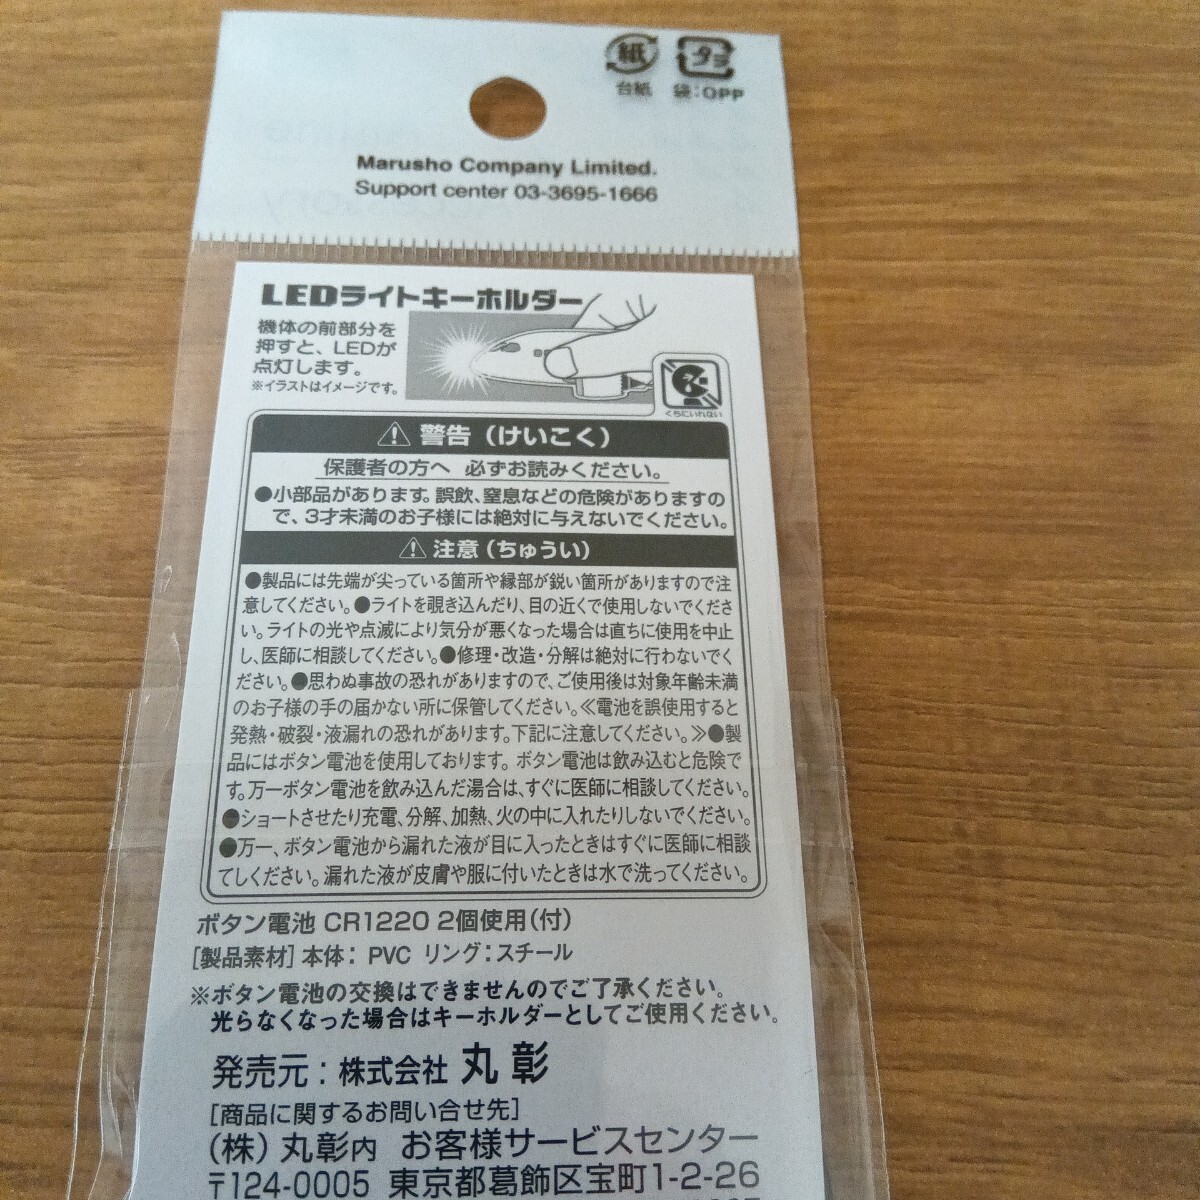 紙 プラ
台紙 袋:OPP
Marusho Company Limited.
Support center 03-3695-1666
LEDライトキーホルダー
機体の前部分を
押すと、LEDが
点灯します。
※イラストはイメージです。
くちにいれない
警告(けいこく)
保護者の方へ 必ずお読みください。
●小部品があります。誤飲、窒息などの危険がありますの
で、3才未満のお子様には絶対に与えないでください。
注意(ちゅうい)
●製品には先端が尖っている箇所や縁部が鋭い箇所がありますので注
意してください。●ライトを覗き込んだり、目の近くで使用しないでくださ
い。ライトの光や点滅により気分が悪くなった場合は直ちに使用を中止
し、医師に相談してください。●修理・改造・分解は絶対に行わないでく
ださい。●思わぬ事故の恐れがありますので、ご使用後は対象年齢未満
のお子様の手の届かない所に保管してください。≪電池を誤使用すると
発熱・破裂・液漏れの恐れがあります。下記に注意してください。≫●製
品にはボタン電池を使用しております。ボタン電池は飲み込むと危険で
す。万一ボタン電池を飲み込んだ場合は、すぐに医師に相談してください。
●ショートさせたり充電、分解、加熱、火の中に入れたりしないでください。
●万一、ボタン電池から漏れた液が目に入ったときはすぐに医師に相談
してください。漏れた液が皮膚や服に付いたときは水で洗ってください。
ボタン電池 CR1220 2個使用(付)
[製品素材]本体: PVC リング:スチール
※ボタン電池の交換はできませんのでご了承ください。
光らなくなった場合はキーホルダーとしてご使用ください。
発売元:株式会社 丸彰
[商品に関するお問い合せ先]
(株)丸彰内 お客様サービスセンター
〒124-0005 東京都葛飾区宝町1-2-26